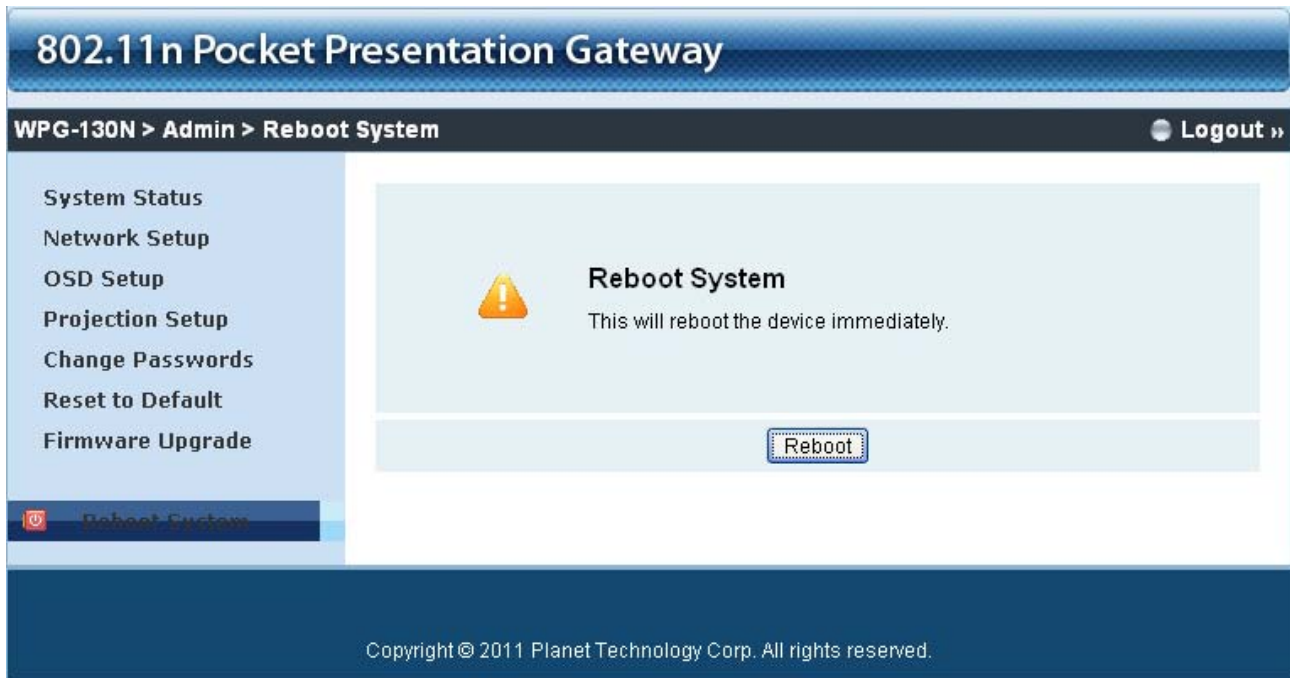 802.11n Pocket Presentation Gateway
WPG-130N > Admin > Reboot System
Logout »
System Status
Network Setup
OSD Setup
Projection Setup
Change Passwords
Reset to Default
Firmware Upgrade
Reboot System
Reboot System
This will reboot the device immediately.
Reboot
Copyright © 2011 Planet Technology Corp. All rights reserved.